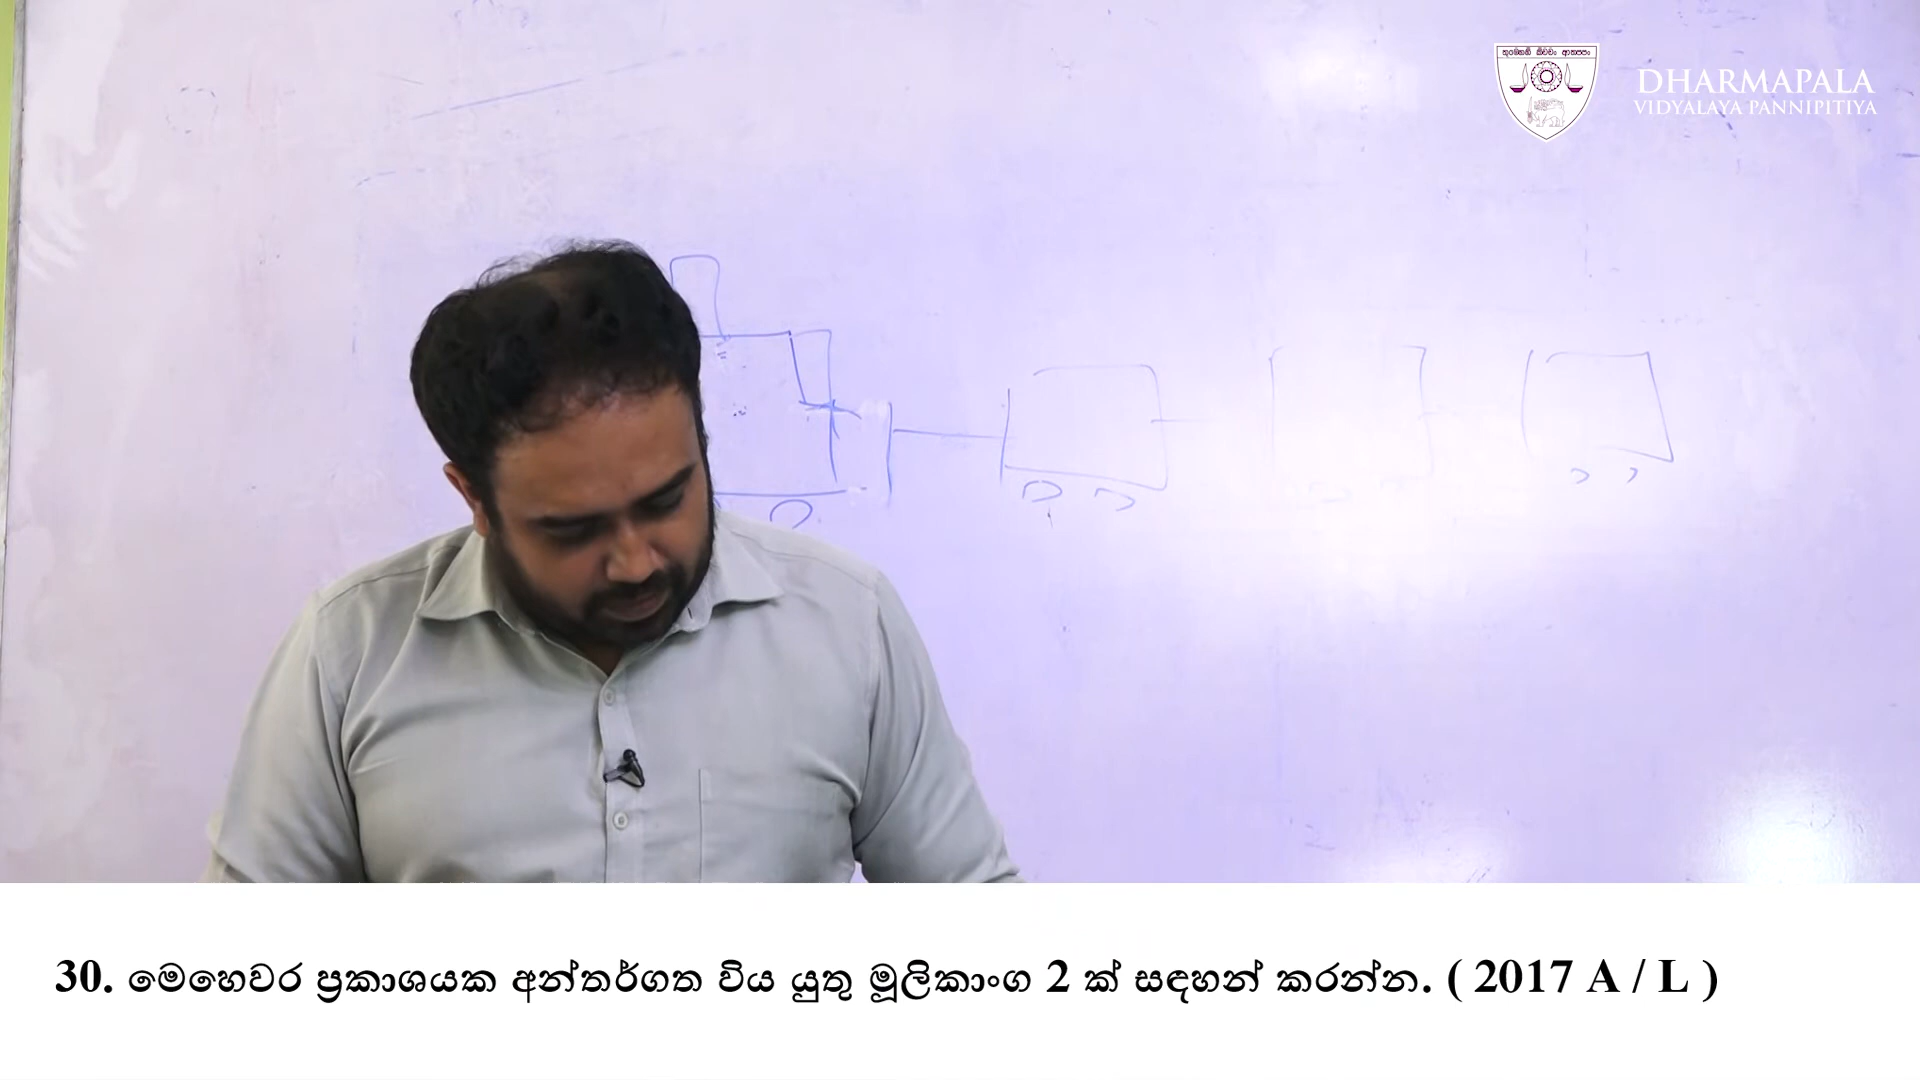 DHARMAPALA
VIDYALAYA PANNIPITIYA
30. මෙහෙවර ප්‍රකාශයක අන්තර්ගත විය යුතු මූලිකාංග 2 ක් සඳහන් කරන්න. ( 2017 A / L )